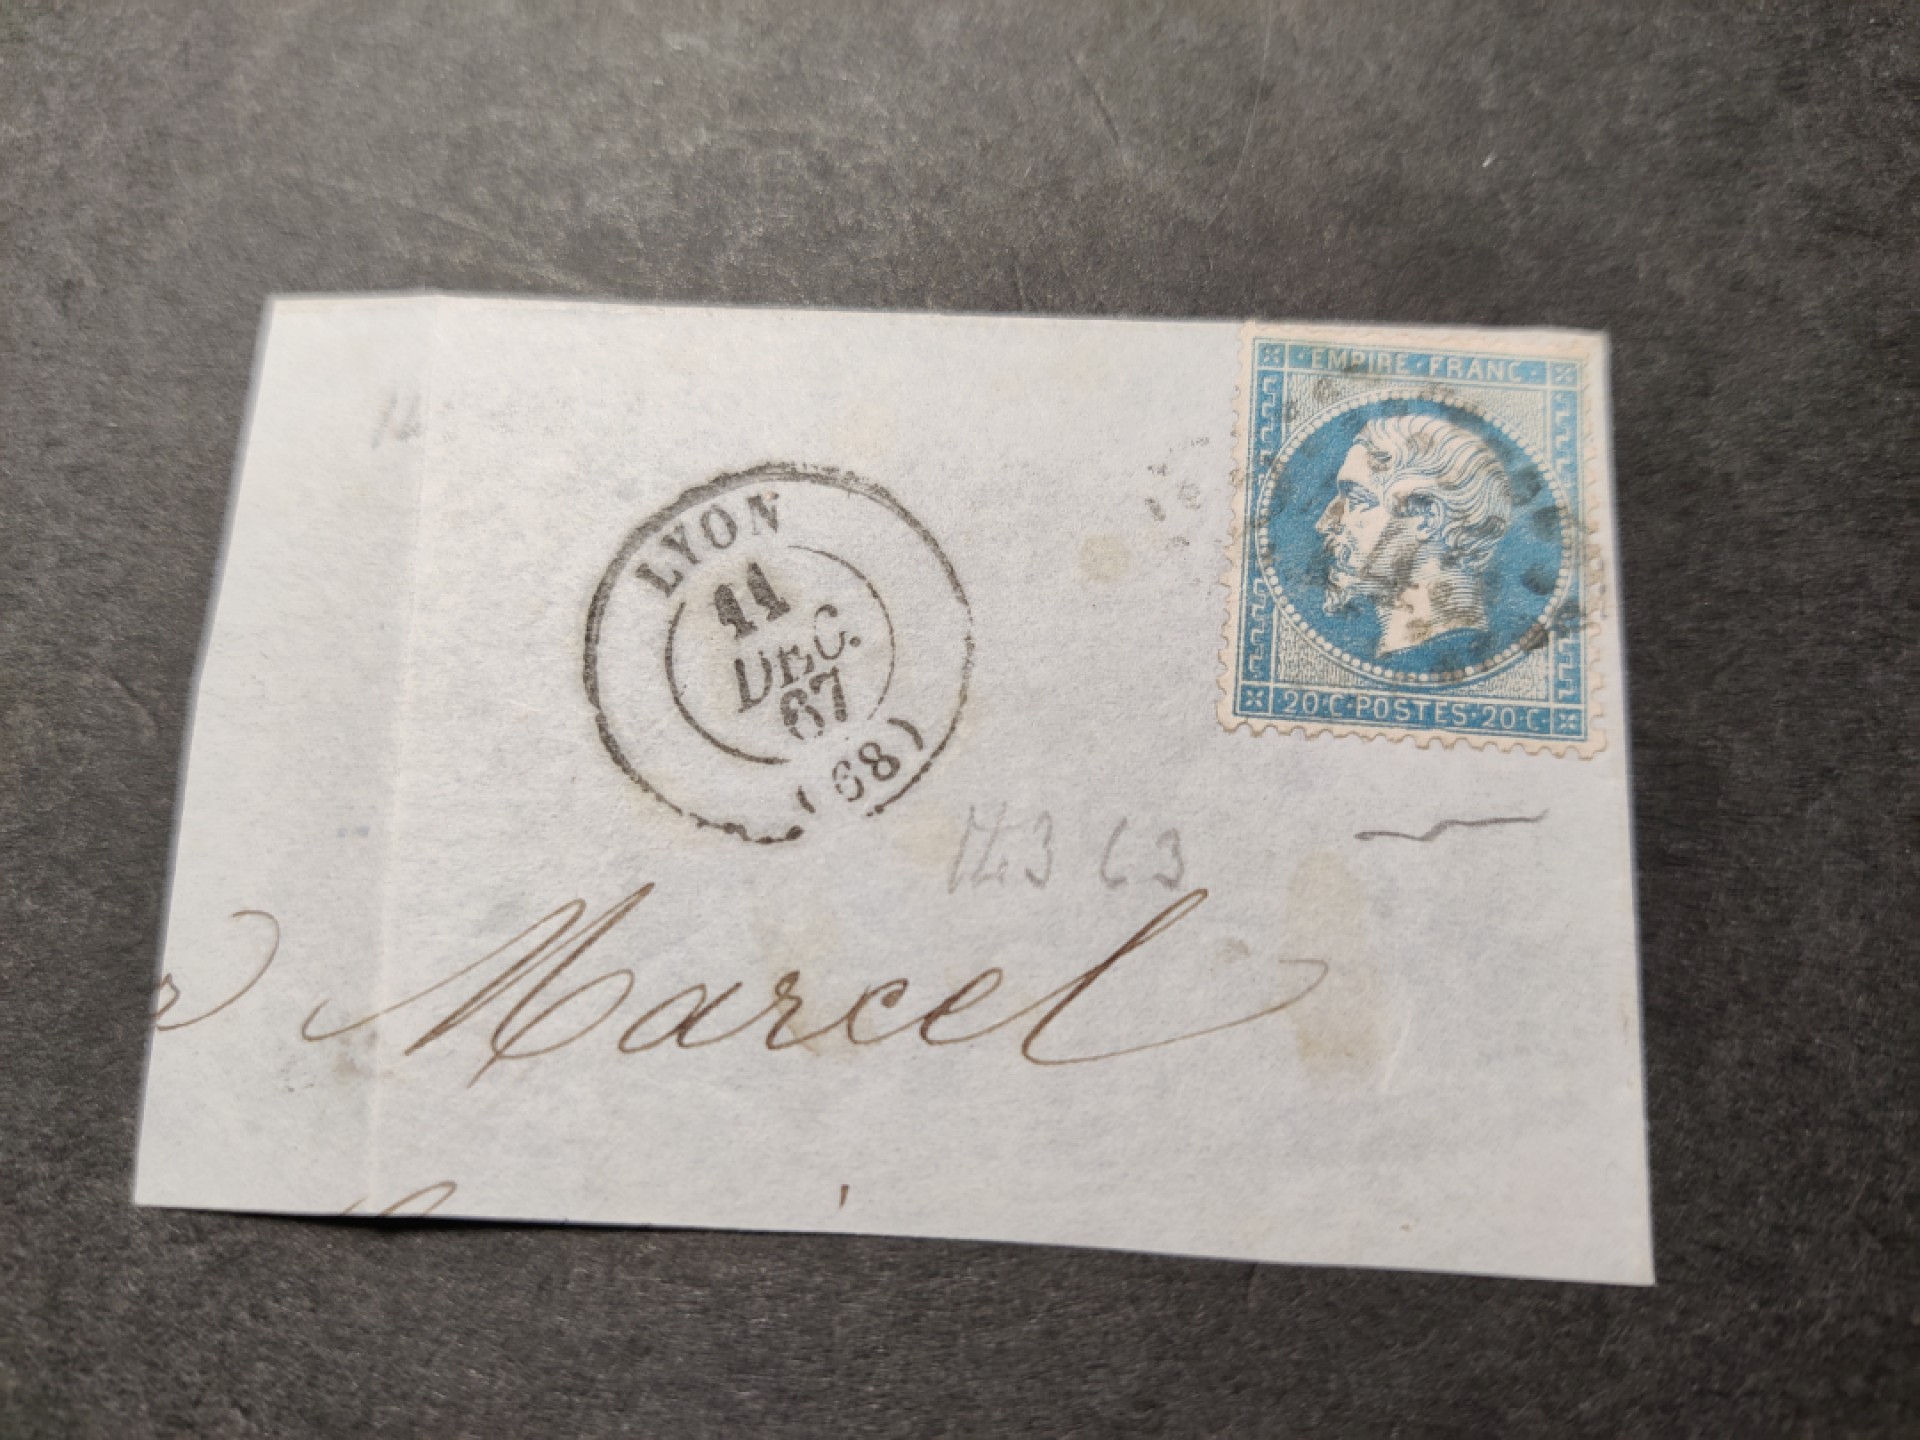 EMPIRE · FRANC ·
LYON
11
DEC.
67
(68)
20 · C · POSTES · 20 · C ·
Marcel